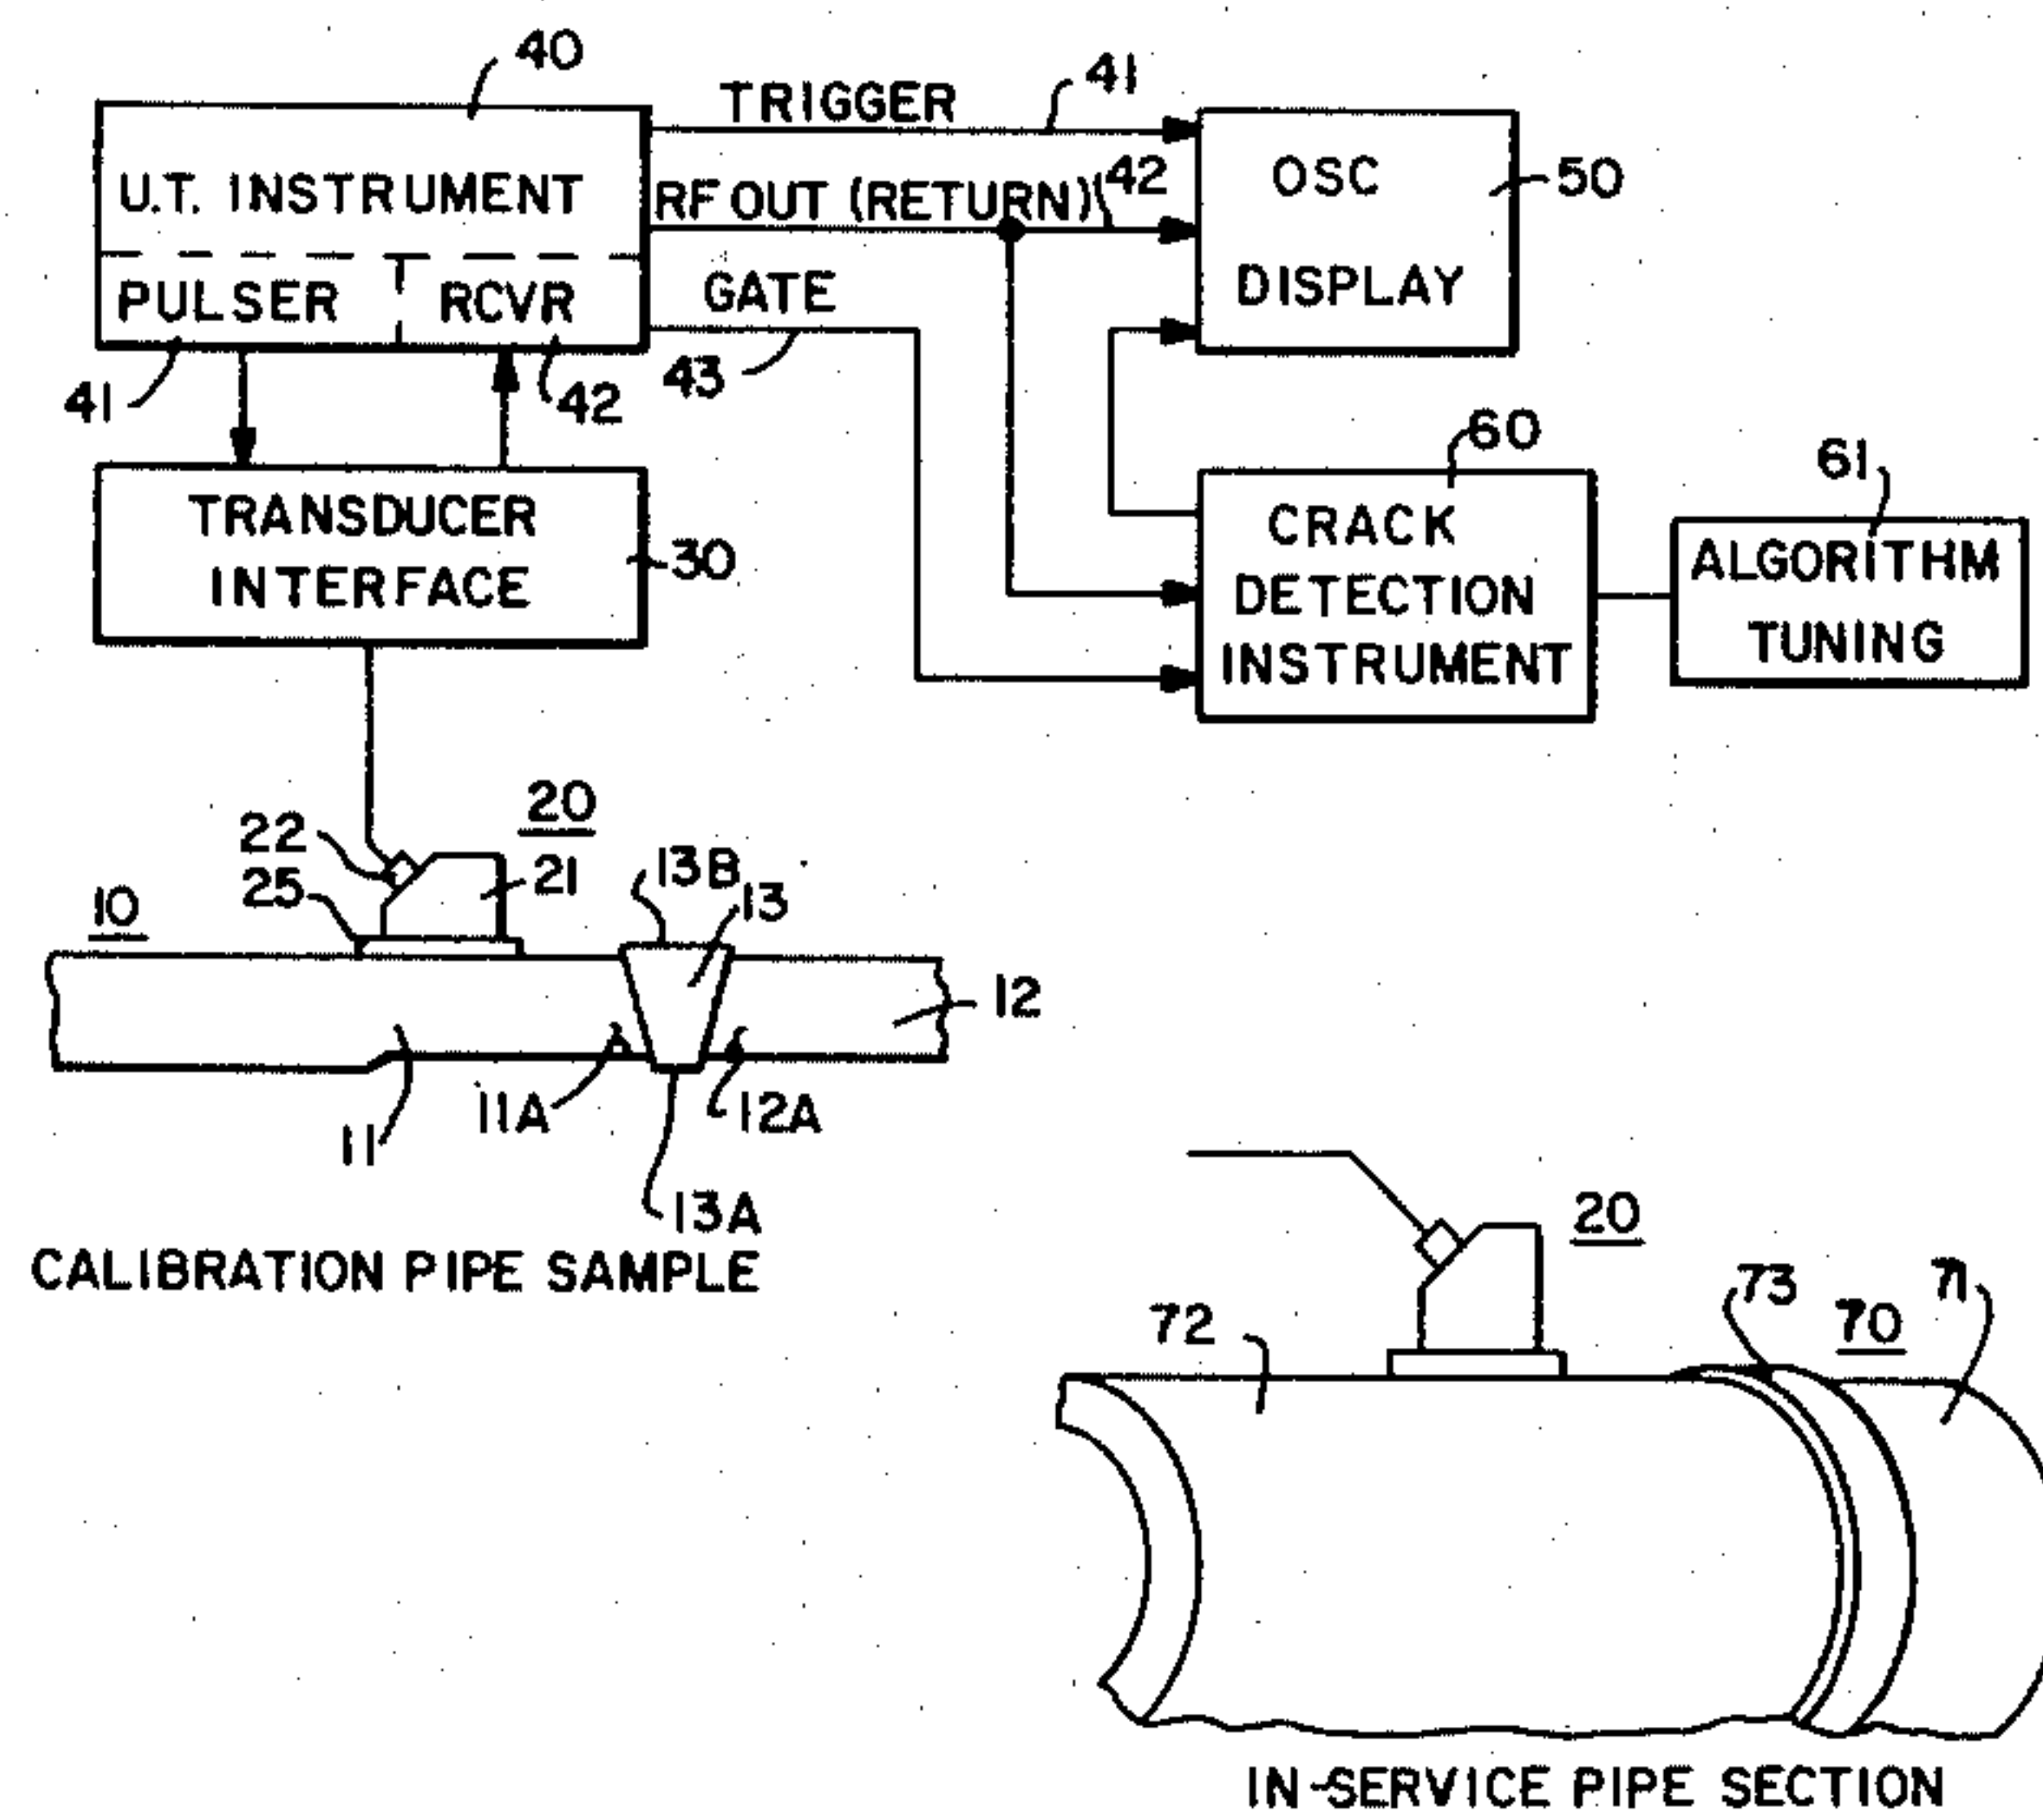 40
TRIGGER
41
U.T. INSTRUMENT
RF OUT (RETURN)
42
OSC
DISPLAY
50
PULSER
RCVR
GATE
43
41
42
60
61
TRANSDUCER
INTERFACE
30
CRACK
DETECTION
INSTRUMENT
ALGORITHM
TUNING
20
22
21
25
10
13B
13
12
11
11A
12A
13A
CALIBRATION PIPE SAMPLE
20
72
73
70
71
IN-SERVICE PIPE SECTION